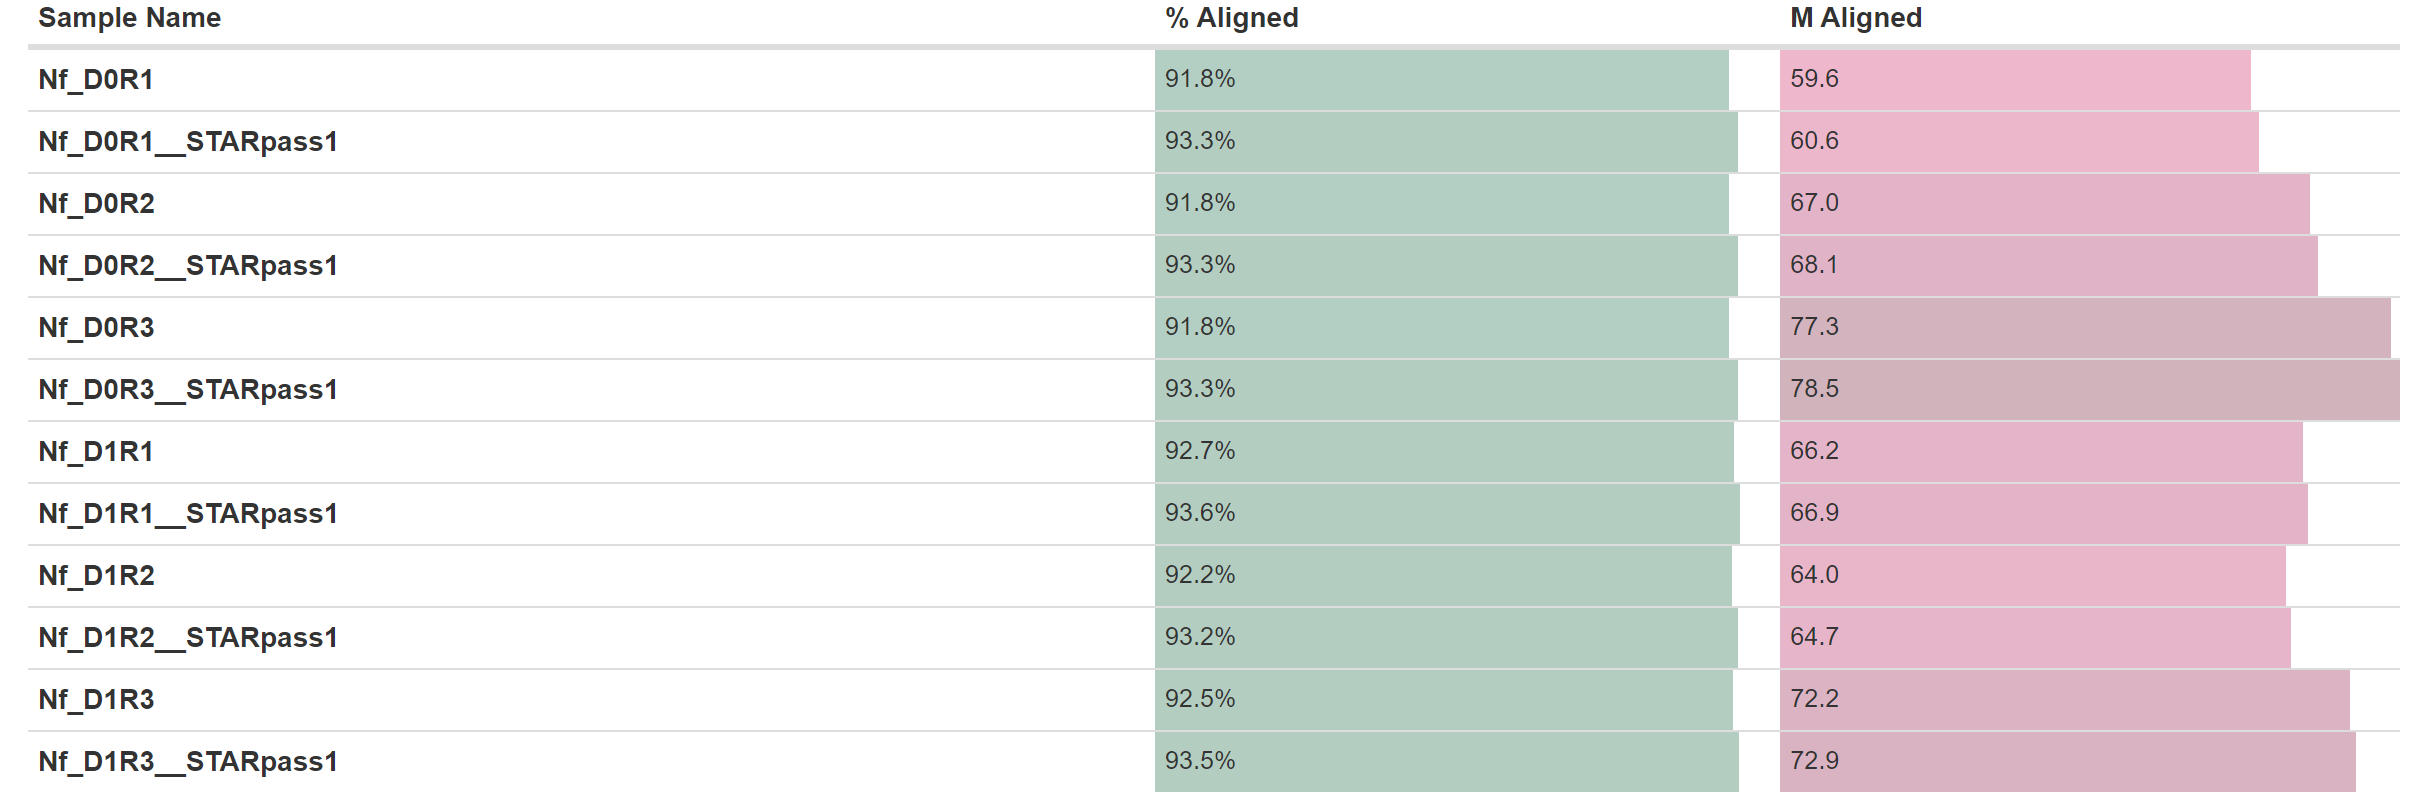 Sample Name % Aligned M Aligned
Nf_D0R1 91.8% 59.6
Nf_D0R1__STARpass1 93.3% 60.6
Nf_D0R2 91.8% 67.0
Nf_D0R2__STARpass1 93.3% 68.1
Nf_D0R3 91.8% 77.3
Nf_D0R3__STARpass1 93.3% 78.5
Nf_D1R1 92.7% 66.2
Nf_D1R1__STARpass1 93.6% 66.9
Nf_D1R2 92.2% 64.0
Nf_D1R2__STARpass1 93.2% 64.7
Nf_D1R3 92.5% 72.2
Nf_D1R3__STARpass1 93.5% 72.9